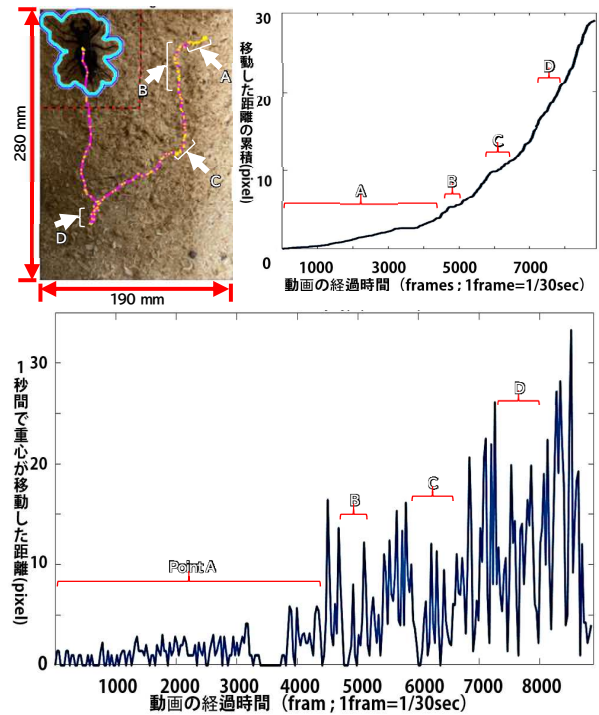 280 mm
190 mm
A
B
C
D
移動した距離の累積(pixel)
30
20
10
0
A
B
C
D
1000 3000 5000 7000
動画の経過時間（frames ; 1frame=1/30sec）
1秒間で重心が移動した距離(pixel)
30
20
10
0
Point A
B
C
D
1000 2000 3000 4000 5000 6000 7000 8000
動画の経過時間（fram ; 1fram=1/30sec）